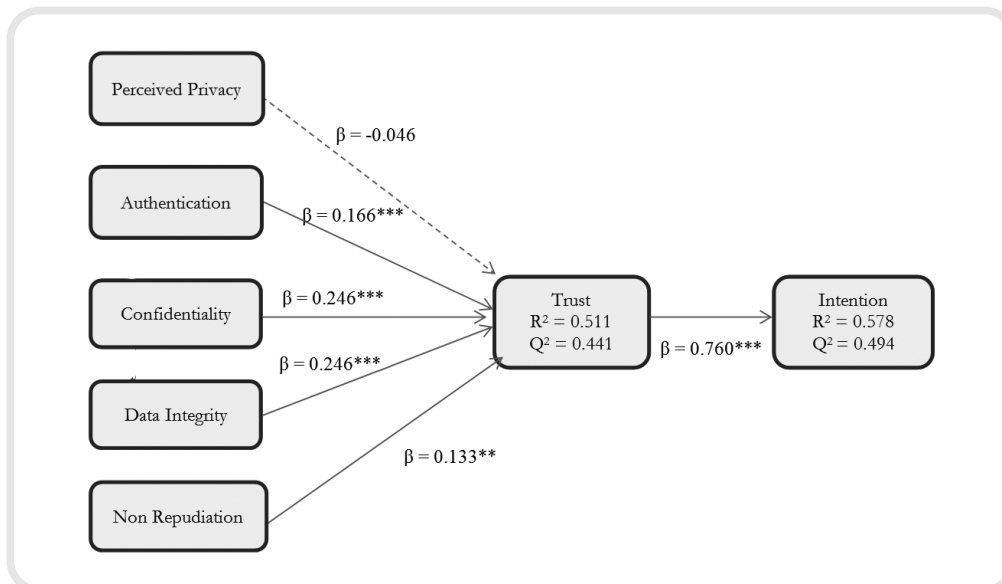 Perceived Privacy
β = -0.046
Authentication
β = 0.166***
Confidentiality
β = 0.246***
Trust
R² = 0.511
Q² = 0.441
Intention
R² = 0.578
Q² = 0.494
β = 0.760***
β = 0.246***
Data Integrity
β = 0.133**
Non Repudiation